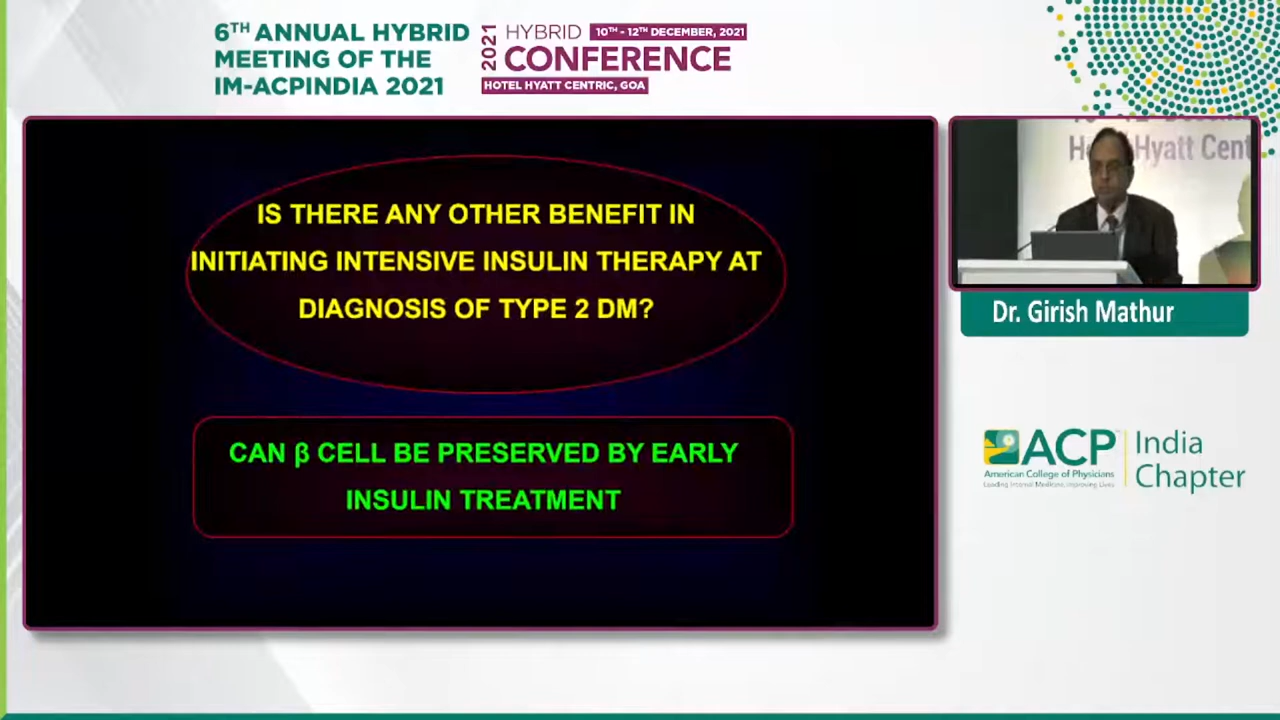 6TH ANNUAL HYBRID
MEETING OF THE
IM-ACPINDIA 2021
2021
HYBRID 10TH - 12TH DECEMBER, 2021
CONFERENCE
HOTEL HYATT CENTRIC, GOA
IS THERE ANY OTHER BENEFIT IN
INITIATING INTENSIVE INSULIN THERAPY AT
DIAGNOSIS OF TYPE 2 DM?
CAN β CELL BE PRESERVED BY EARLY
INSULIN TREATMENT
Hyatt Cent
Dr. Girish Mathur
ACP
American College of Physicians
Leading Internal Medicine, Improving Lives
India
Chapter